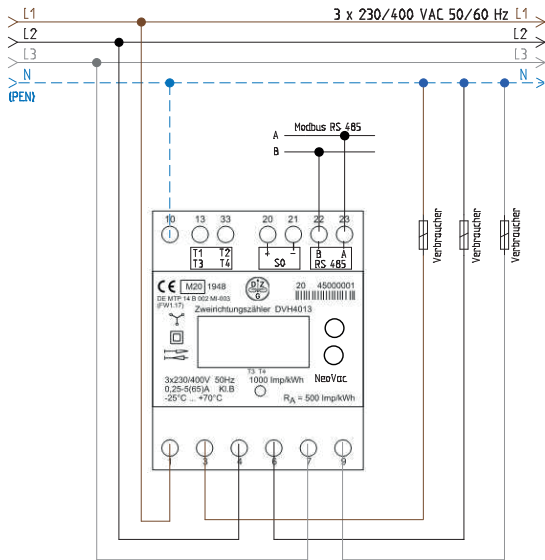 L1 3 x 230/400 VAC 50/60 Hz L1
L2 L2
L3 L3
N N
(PEN)
Modbus RS 485
A
B
Verbraucher Verbraucher Verbraucher
10 13 33 20 21 22 23
T1 T2 + - B A
T3 T4 S0 RS 485
CE M20 1948 DZG 20 45000001
DE MTP 14 B 002 MI-003
(FW1.17)
Zweirichtungszähler DVH4013
NeoVac
T3 T4
3x230/400V 50Hz 1000 Imp/kWh
0,25-5(65)A Kl.B
-25°C ... +70°C RA = 500 Imp/kWh
1 3 4 6 7 9